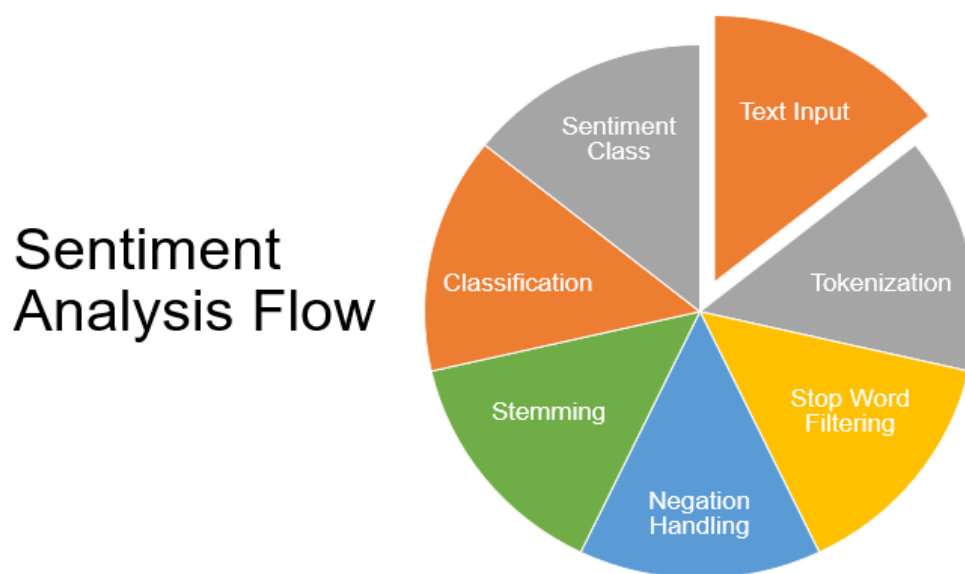 Sentiment
Analysis Flow
Text Input
Tokenization
Stop Word
Filtering
Negation
Handling
Stemming
Classification
Sentiment
Class